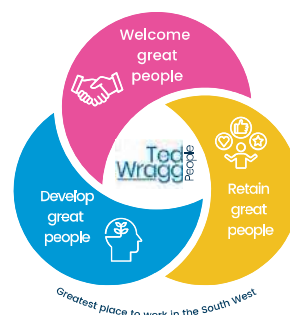 Welcome
great
people
Ted
Wragg
People
Develop
great
people
Retain
great
people
Greatest place to work in the South West